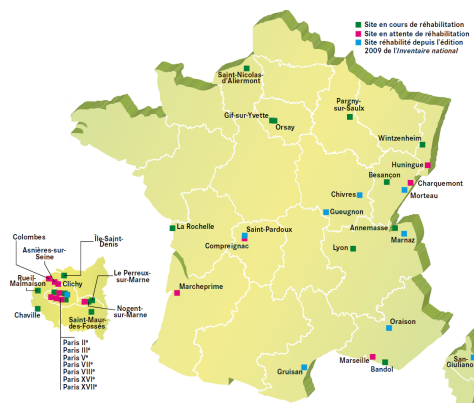 Site en cours de réhabilitation
Site en attente de réhabilitation
Site réhabilité depuis l'édition
2009 de l'Inventaire national
Saint-Nicolas-
d'Aliermont
Gif-sur-Yvette
Orsay
Pargny-
sur-Saulx
Wintzenheim
Huningue
Besançon
Charquemont
Morteau
Chivres
Gueugnon
La Rochelle
Saint-Pardoux
Compreignac
Annemasse
Marnaz
Lyon
Colombes
Île-Saint-
Denis
Asnières-sur-
Seine
Le Perreux-
sur-Marne
Rueil-
Malmaison
Clichy
Nogent-
sur-Marne
Chaville
Saint-Maur-
des-Fossés
Paris IIe
Paris IIIe
Paris Ve
Paris VIIe
Paris VIIIe
Paris XVIe
Paris XVIIe
Marcheprime
Oraison
Marseille
Bandol
Gruisan
San-
Giuliano